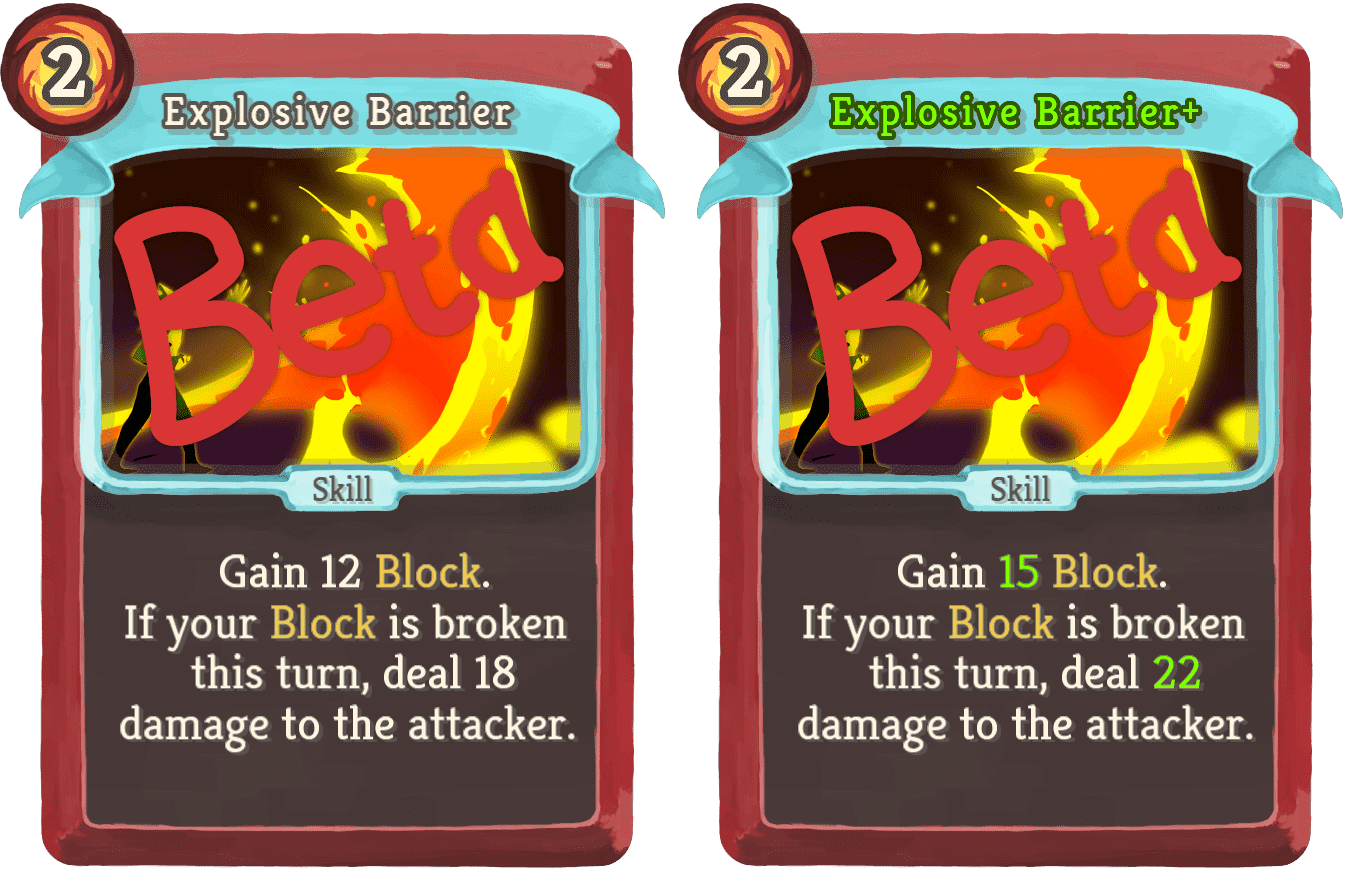 2
Explosive Barrier
Beta
Skill
Gain 12 Block.
If your Block is broken
this turn, deal 18
damage to the attacker.
2
Explosive Barrier+
Beta
Skill
Gain 15 Block.
If your Block is broken
this turn, deal 22
damage to the attacker.